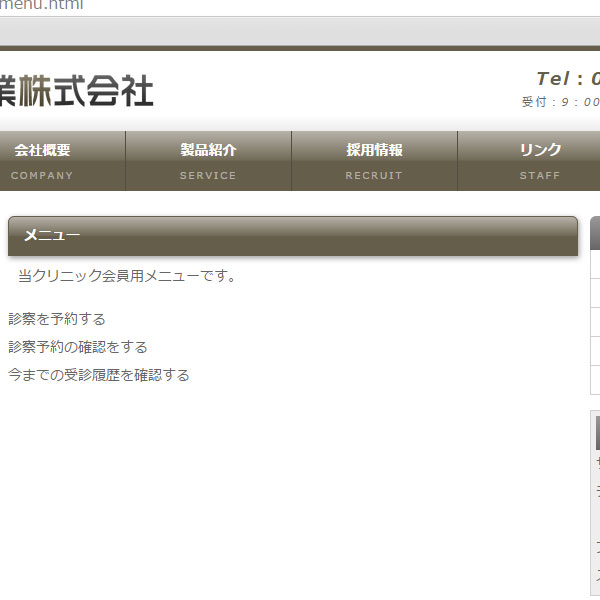 menu.html
業株式会社
Tel：0
受付：9：00
会社概要 製品紹介 採用情報 リンク
COMPANY SERVICE RECRUIT STAFF
メニュー
当クリニック会員用メニューです。
診察を予約する
診察予約の確認をする
今までの受診履歴を確認する